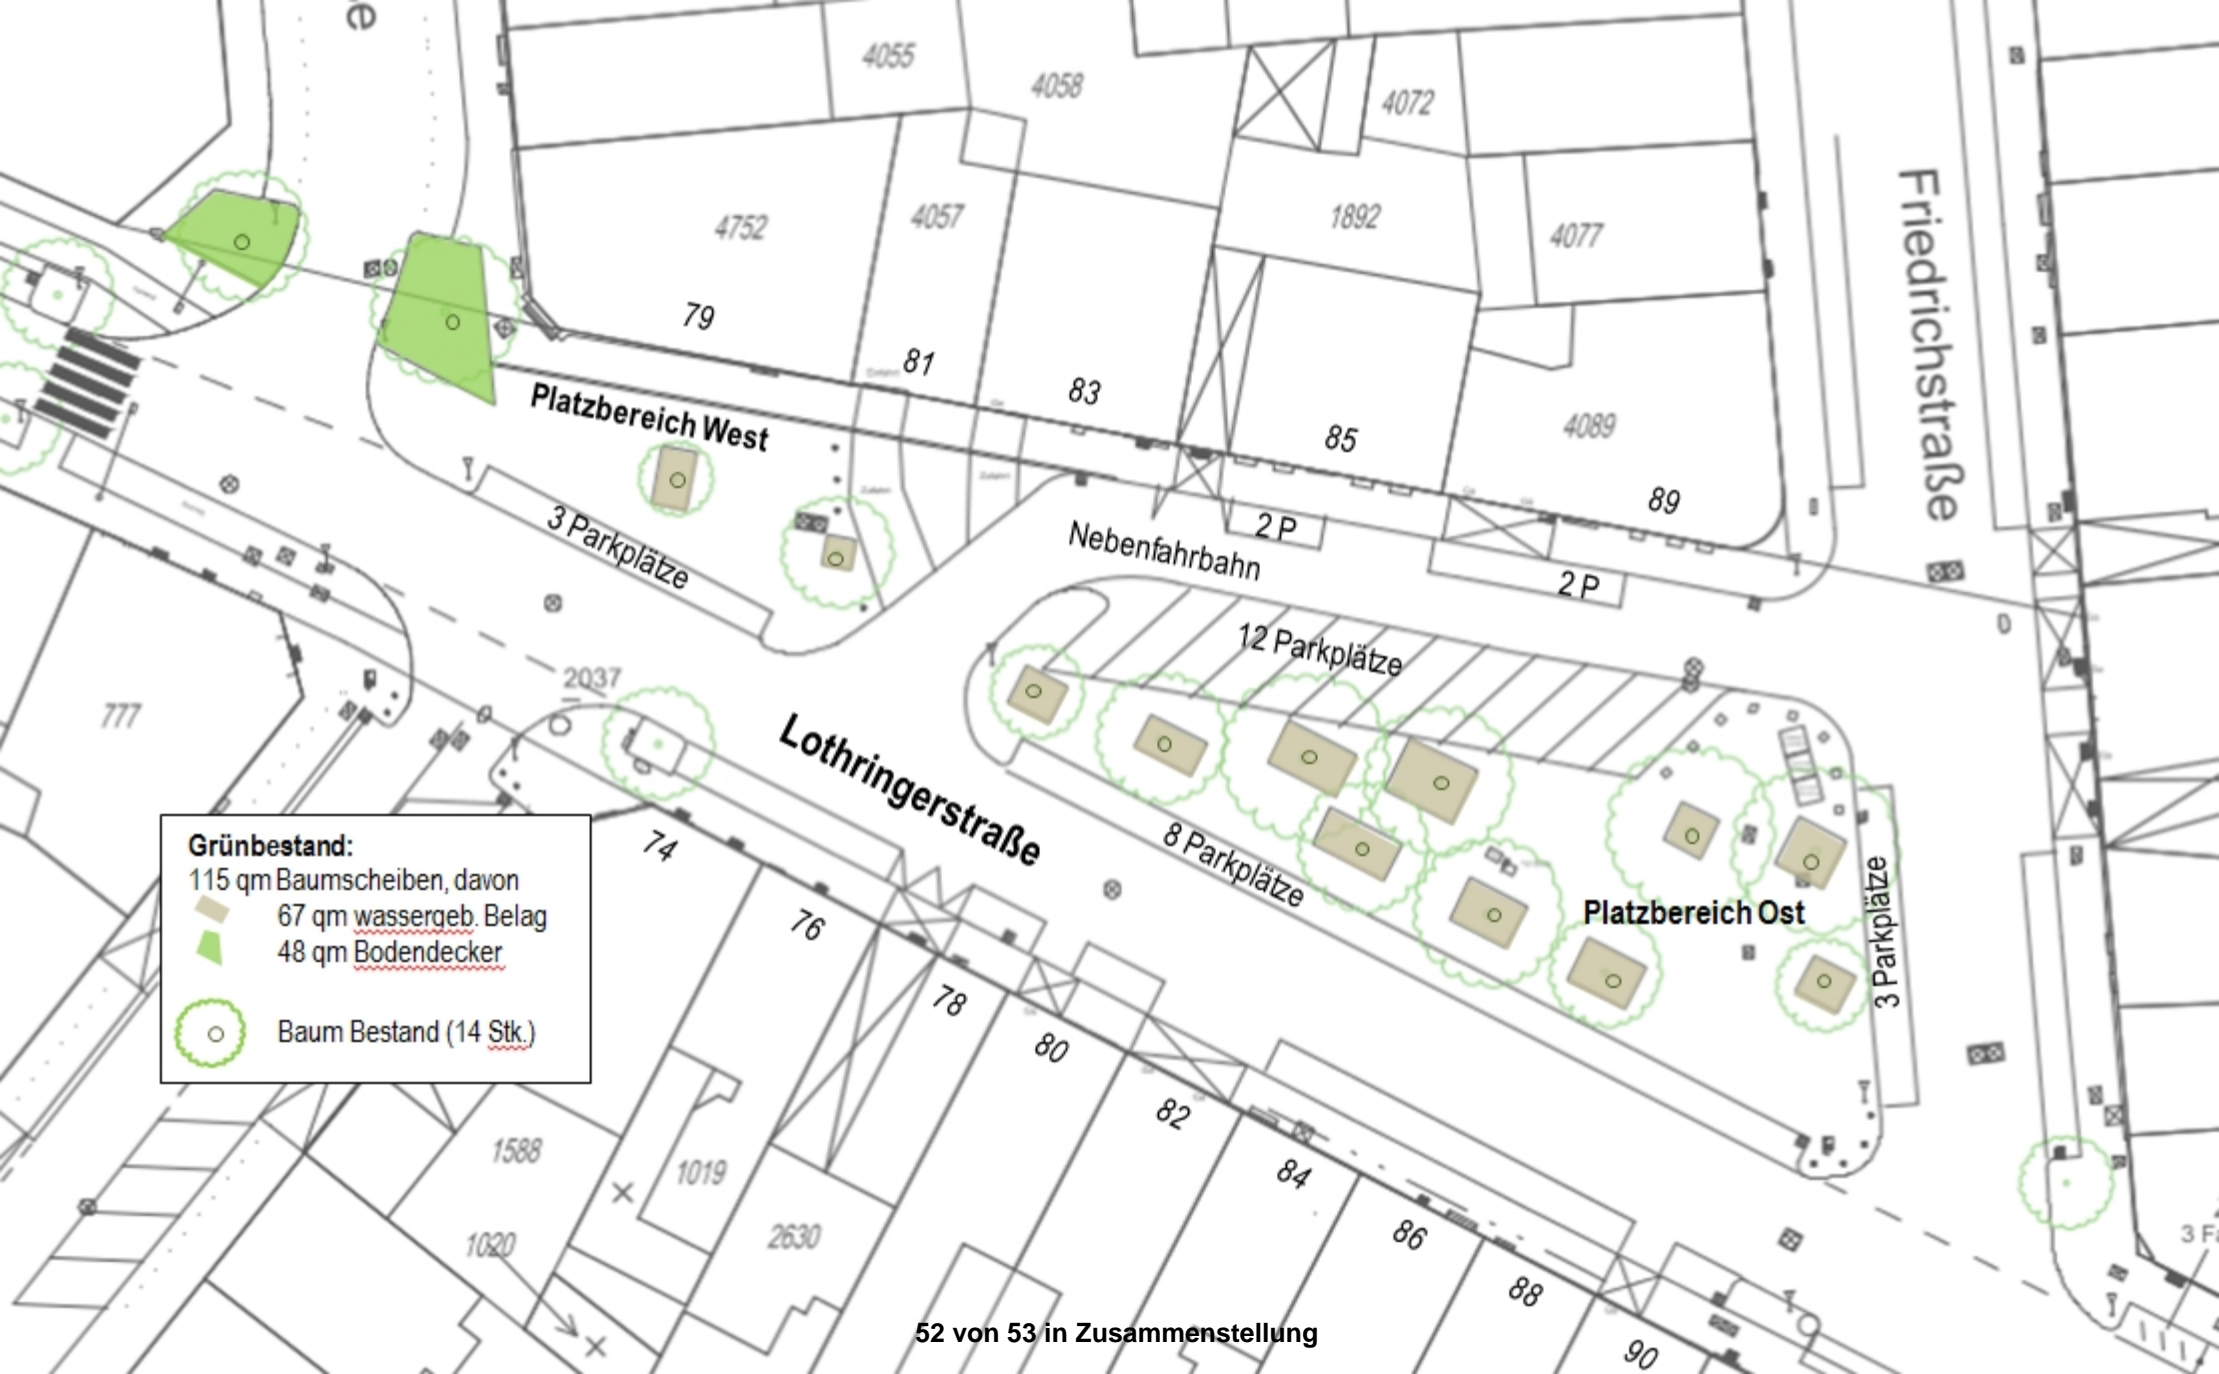 e
4055
4058
4072
4752
4057
1892
4077
Friedrichstraße
79
81
83
85
4089
89
Platzbereich West
3 Parkplätze
Nebenfahrbahn
2 P
2 P
12 Parkplätze
2037
777
Lothringerstraße
8 Parkplätze
Platzbereich Ost
3 Parkplätze
Grünbestand:
115 qm Baumscheiben, davon
67 qm wassergeb. Belag
48 qm Bodendecker
Baum Bestand (14 Stk.)
74
76
78
80
82
84
86
88
90
1588
1019
1020
2630
3 Fa
52 von 53 in Zusammenstellung